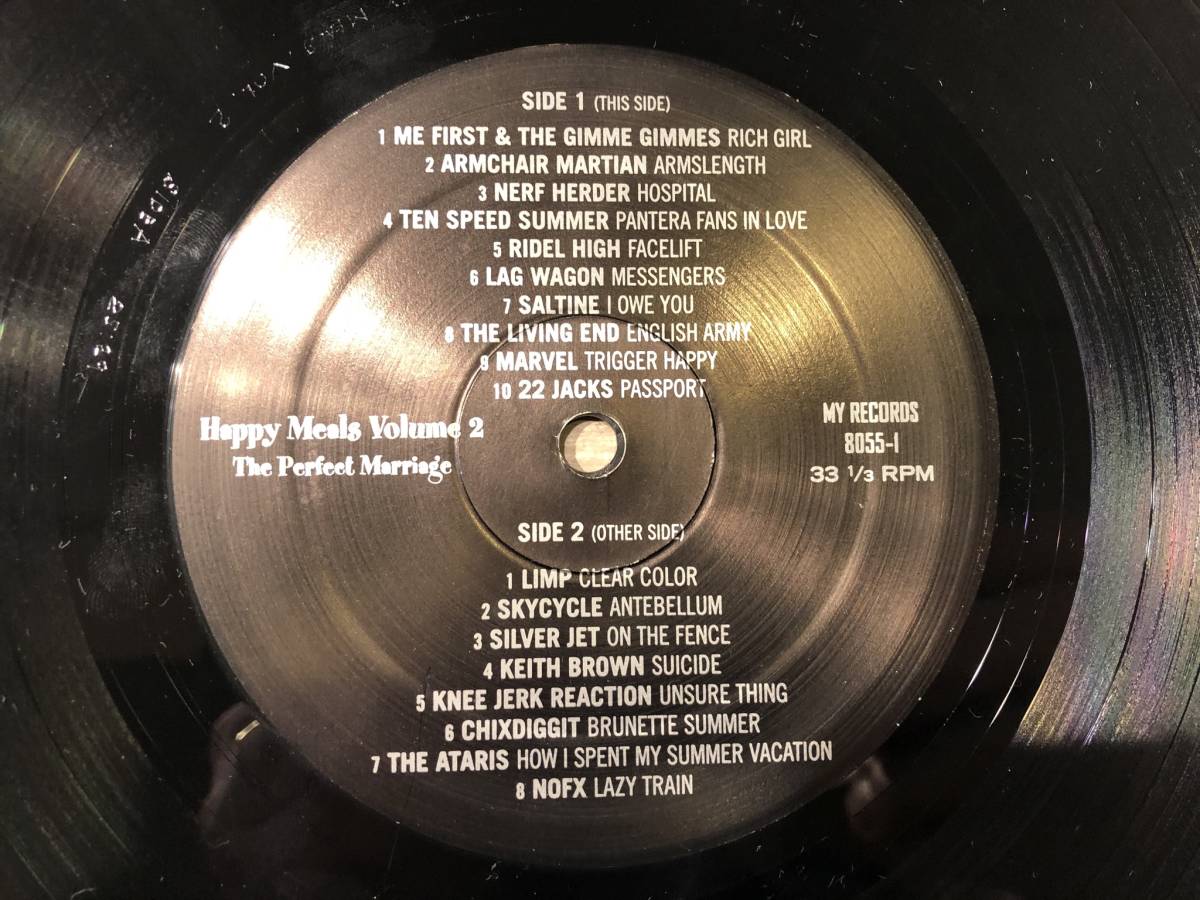 SIDE 1 (THIS SIDE)
1 ME FIRST & THE GIMME GIMMES RICH GIRL
2 ARMCHAIR MARTIAN ARMSLENGTH
3 NERF HERDER HOSPITAL
4 TEN SPEED SUMMER PANTERA FANS IN LOVE
5 RIDEL HIGH FACELIFT
6 LAG WAGON MESSENGERS
7 SALTINE I OWE YOU
8 THE LIVING END ENGLISH ARMY
9 MARVEL TRIGGER HAPPY
10 22 JACKS PASSPORT
Happy Meals Volume 2
The Perfect Marriage
MY RECORDS
8055-1
33 1/3 RPM
SIDE 2 (OTHER SIDE)
1 LIMP CLEAR COLOR
2 SKYCYCLE ANTEBELLUM
3 SILVER JET ON THE FENCE
4 KEITH BROWN SUICIDE
5 KNEE JERK REACTION UNSURE THING
6 CHIXDIGGIT BRUNETTE SUMMER
7 THE ATARIS HOW I SPENT MY SUMMER VACATION
8 NOFX LAZY TRAIN
VOL. 2